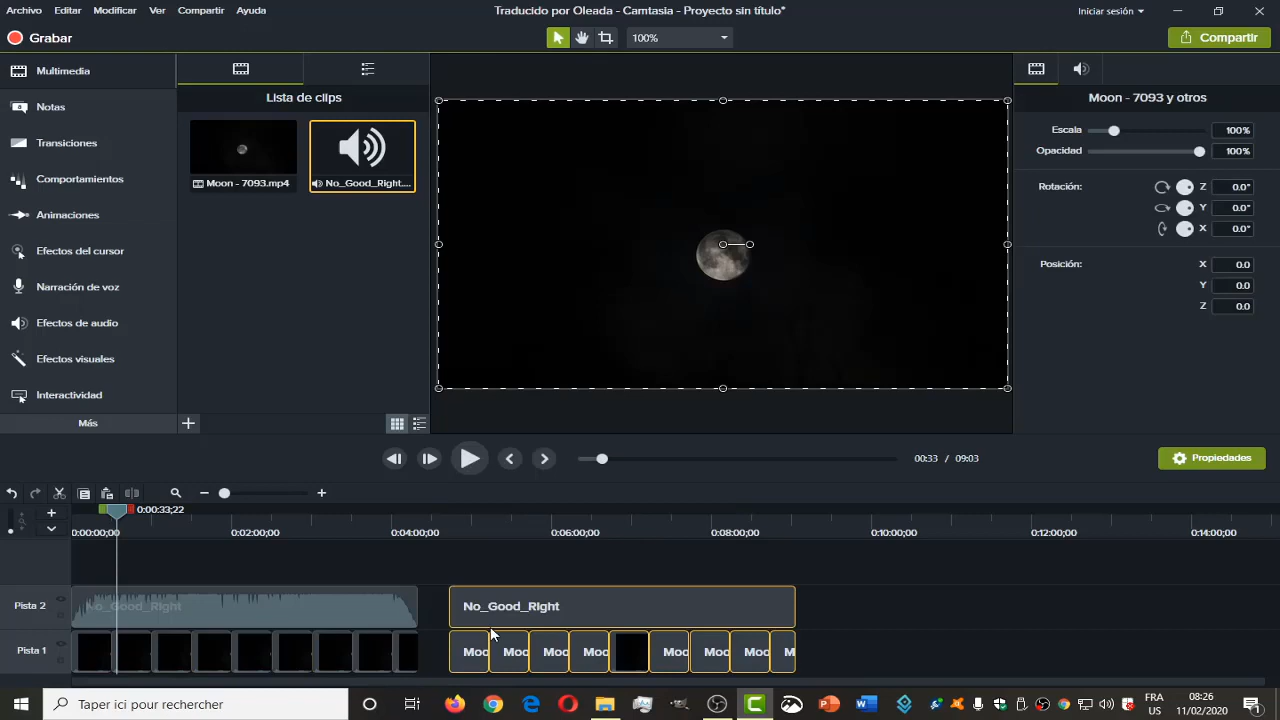 Archivo Editar Modificar Ver Compartir Ayuda Traducido por Oleada - Camtasia - Proyecto sin título* Iniciar sesión
Grabar 100% Compartir
Multimedia
Notas
Transiciones
Comportamientos
Animaciones
Efectos del cursor
Narración de voz
Efectos de audio
Efectos visuales
Interactividad
Más
Lista de clips
Moon - 7093.mp4 No_Good_Right....
Moon - 7093 y otros
Escala 100%
Opacidad 100%
Rotación: Z 0.0°
Y 0.0°
X 0.0°
Posición: X 0.0
Y 0.0
Z 0.0
00:33 / 09:03 Propiedades
0:00:33;22
0:00:00;00 0:02:00;00 0:04:00;00 0:06:00;00 0:08:00;00 0:10:00;00 0:12:00;00 0:14:00;00
Pista 2 No_Good_Right No_Good_Right
Pista 1 Moo Moo Moo Moo Moo Moo Moo M
Taper ici pour rechercher FRA 08:26
US 11/02/2020